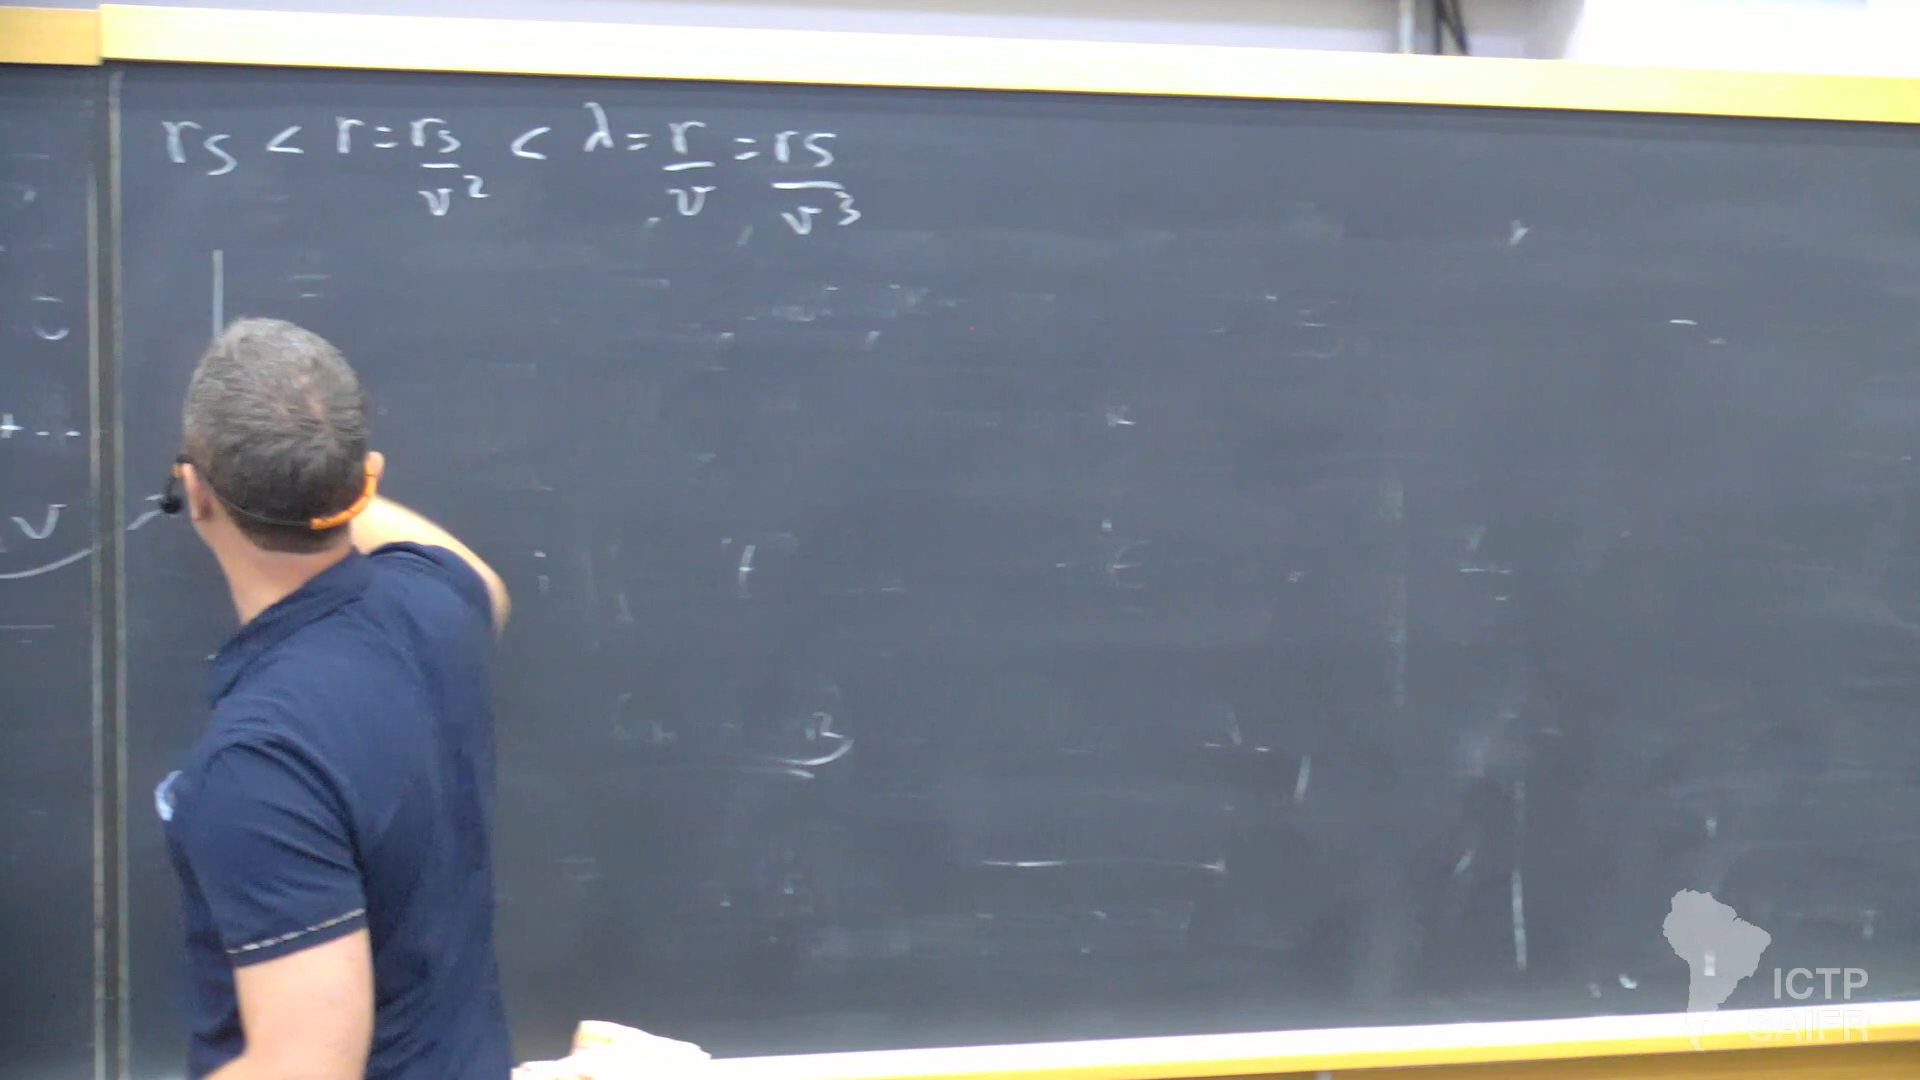 rs < r = rs/v² < λ = r/v = rs/v³
+ ...
v
ICTP
SAIFR